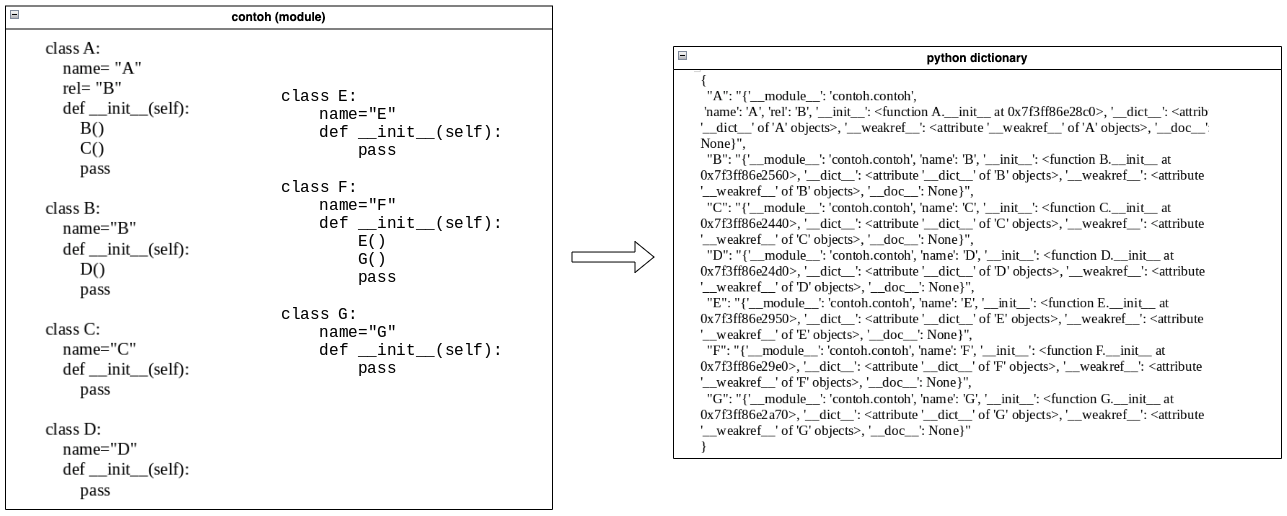 contoh (module)
class A:
name= "A"
rel= "B"
def __init__(self):
B()
C()
pass
class B:
name="B"
def __init__(self):
D()
pass
class C:
name="C"
def __init__(self):
pass
class D:
name="D"
def __init__(self):
pass
class E:
name="E"
def __init__(self):
pass
class F:
name="F"
def __init__(self):
E()
G()
pass
class G:
name="G"
def __init__(self):
pass
python dictionary
{
"A": "{'__module__': 'contoh.contoh',
'name': 'A', 'rel': 'B', '__init__': <function A.__init__ at 0x7f3ff86e28c0>, '__dict__': <attrib
'__dict__' of 'A' objects>, '__weakref__': <attribute '__weakref__' of 'A' objects>, '__doc__'
None}",
"B": "{'__module__': 'contoh.contoh', 'name': 'B', '__init__': <function B.__init__ at
0x7f3ff86e2560>, '__dict__': <attribute '__dict__' of 'B' objects>, '__weakref__': <attribute
'__weakref__' of 'B' objects>, '__doc__': None}",
"C": "{'__module__': 'contoh.contoh', 'name': 'C', '__init__': <function C.__init__ at
0x7f3ff86e2440>, '__dict__': <attribute '__dict__' of 'C' objects>, '__weakref__': <attribute
'__weakref__' of 'C' objects>, '__doc__': None}",
"D": "{'__module__': 'contoh.contoh', 'name': 'D', '__init__': <function D.__init__ at
0x7f3ff86e24d0>, '__dict__': <attribute '__dict__' of 'D' objects>, '__weakref__': <attribute
'__weakref__' of 'D' objects>, '__doc__': None}",
"E": "{'__module__': 'contoh.contoh', 'name': 'E', '__init__': <function E.__init__ at
0x7f3ff86e2950>, '__dict__': <attribute '__dict__' of 'E' objects>, '__weakref__': <attribute
'__weakref__' of 'E' objects>, '__doc__': None}",
"F": "{'__module__': 'contoh.contoh', 'name': 'F', '__init__': <function F.__init__ at
0x7f3ff86e29e0>, '__dict__': <attribute '__dict__' of 'F' objects>, '__weakref__': <attribute
'__weakref__' of 'F' objects>, '__doc__': None}",
"G": "{'__module__': 'contoh.contoh', 'name': 'G', '__init__': <function G.__init__ at
0x7f3ff86e2a70>, '__dict__': <attribute '__dict__' of 'G' objects>, '__weakref__': <attribute
'__weakref__' of 'G' objects>, '__doc__': None}"
}